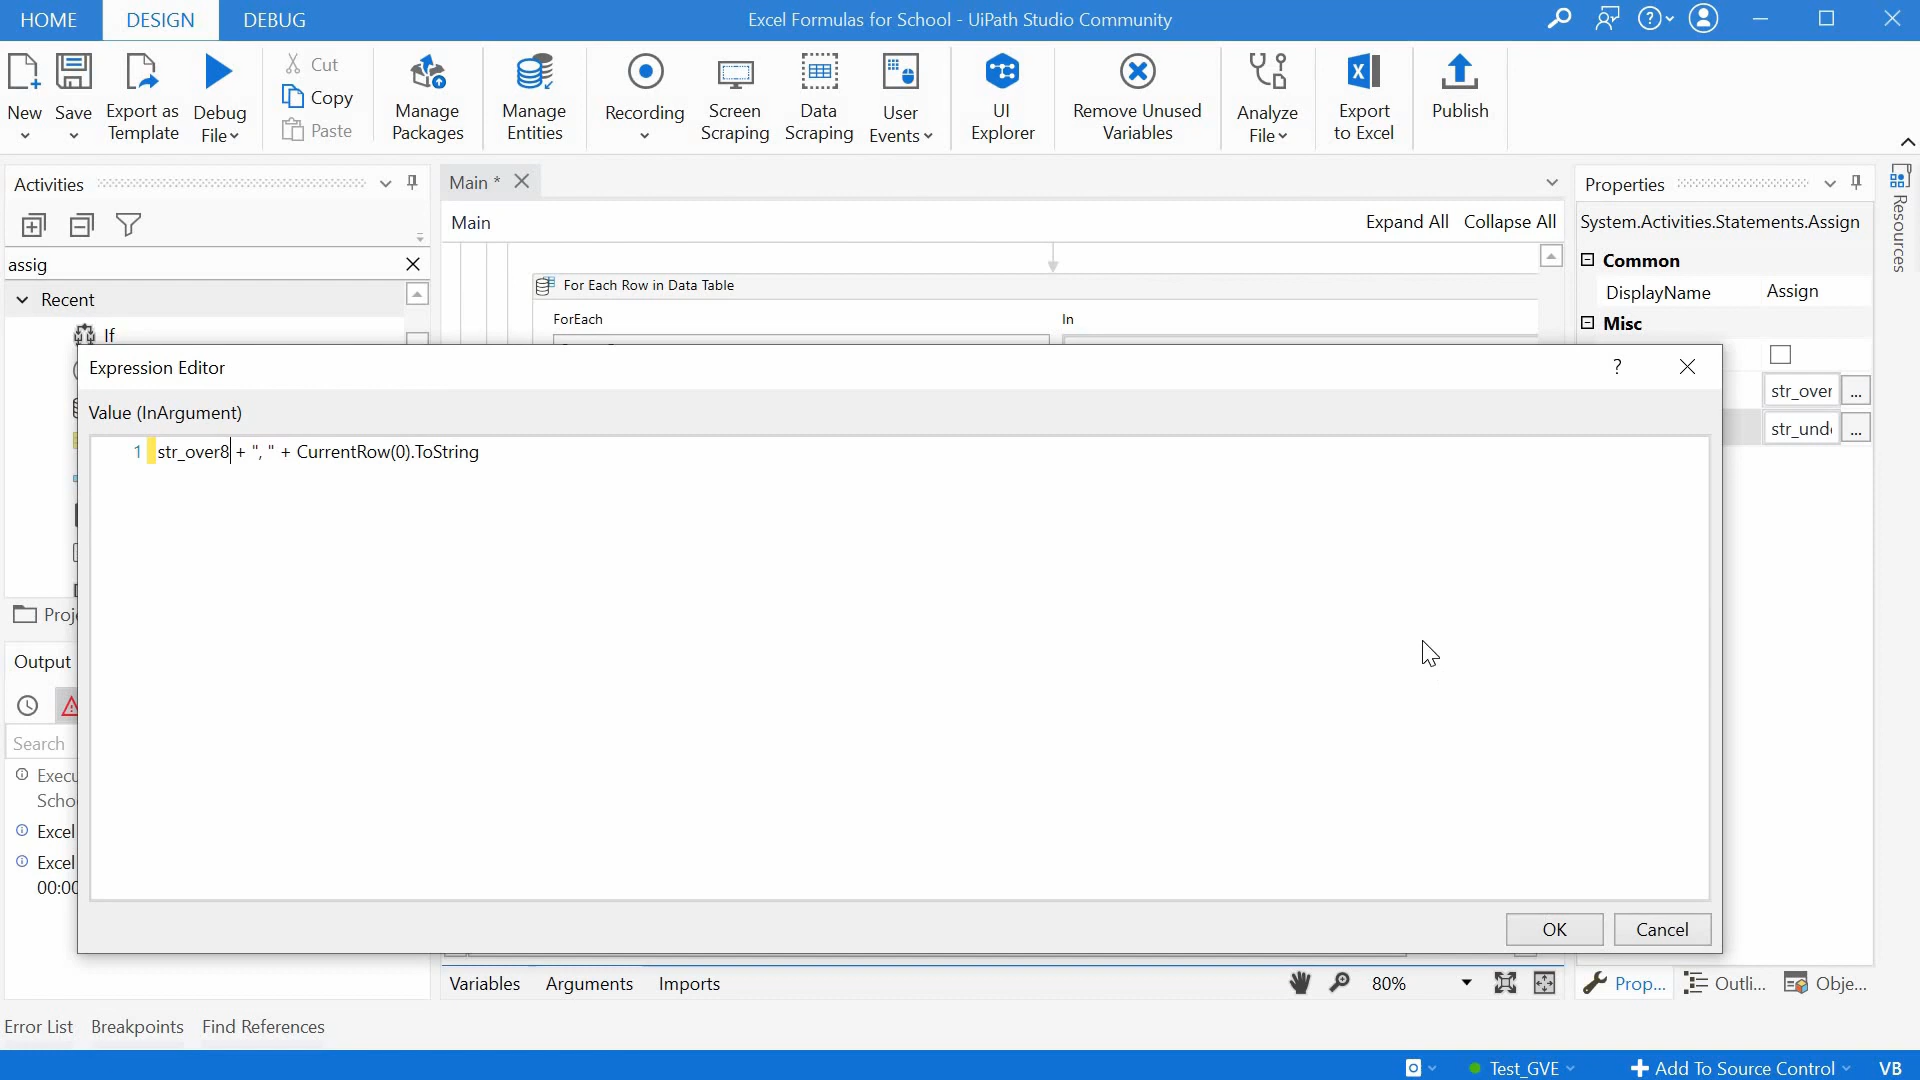 HOME DESIGN DEBUG Excel Formulas for School - UiPath Studio Community
New Save Export as Template Debug File Cut Copy Paste Manage Packages Manage Entities Recording Screen Scraping Data Scraping User Events UI Explorer Remove Unused Variables Analyze File Export to Excel Publish
Activities
Main *
Properties
Resources
Main Expand All Collapse All
System.Activities.Statements.Assign
assig
Common
Recent
For Each Row in Data Table
DisplayName Assign
ForEach In
Misc
If
Expression Editor ?
str_over ...
Value (InArgument)
str_und ...
1 str_over8 + ", " + CurrentRow(0).ToString
Output
Search
Excel
Excel
OK Cancel
Variables Arguments Imports 80% Prop... Outli... Obje...
Error List Breakpoints Find References
Test_GVE Add To Source Control VB